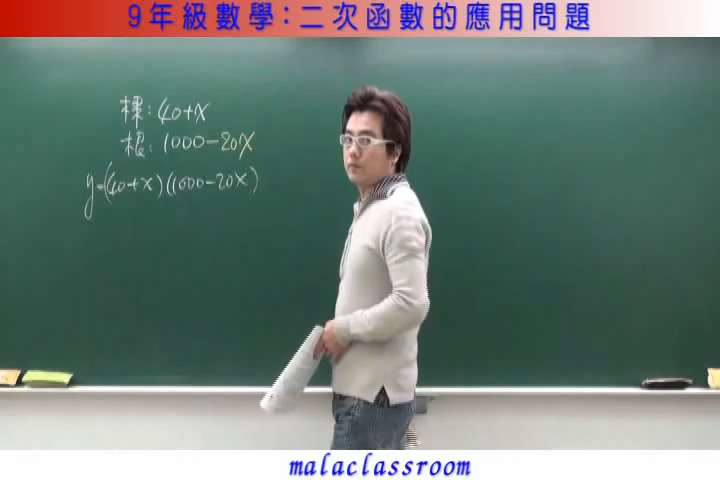 9年級數學:二次函數的應用問題
棵:40+x
櫻:1000-20x
y=(40+x)(1000-20x)
malaclassroom